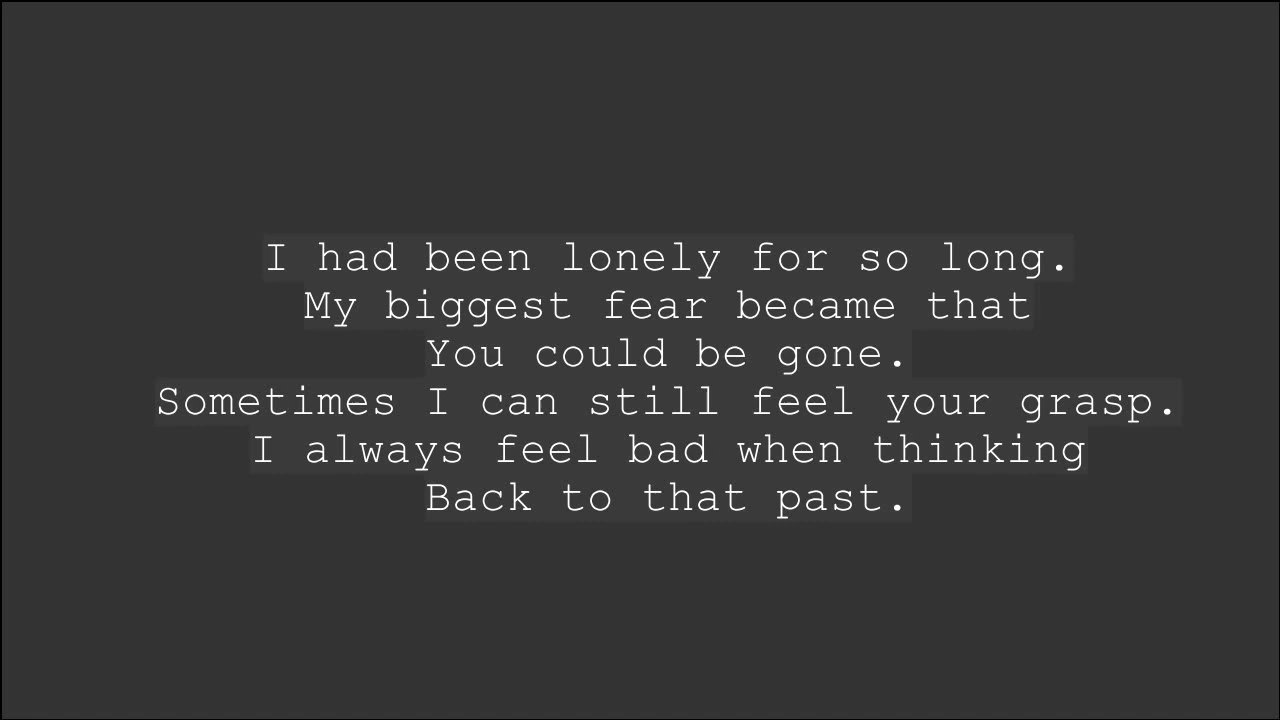 I had been lonely for so long.
My biggest fear became that
You could be gone.
Sometimes I can still feel your grasp.
I always feel bad when thinking
Back to that past.